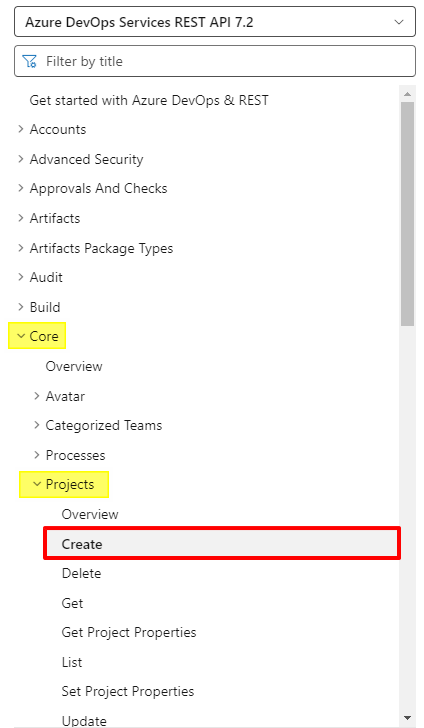 Azure DevOps Services REST API 7.2
Filter by title
Get started with Azure DevOps & REST
Accounts
Advanced Security
Approvals And Checks
Artifacts
Artifacts Package Types
Audit
Build
Core
Overview
Avatar
Categorized Teams
Processes
Projects
Overview
Create
Delete
Get
Get Project Properties
List
Set Project Properties
Update